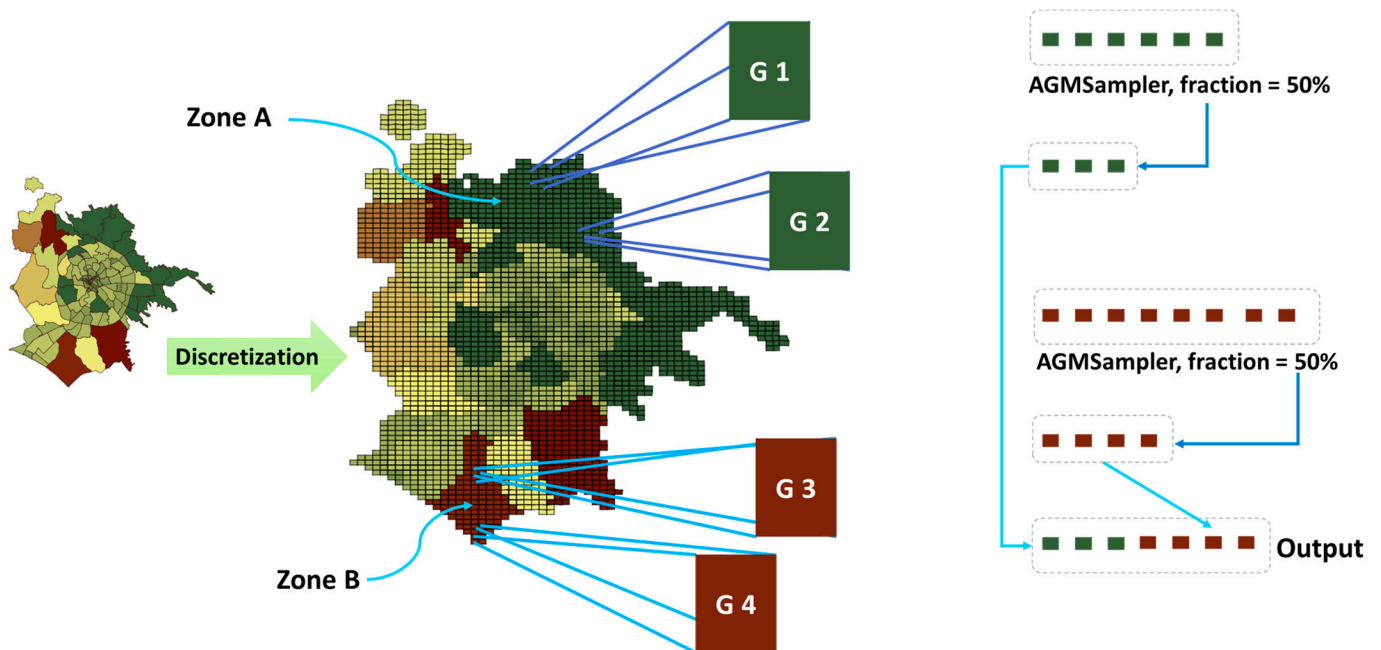 Zone A
G 1
G 2
Discretization
G 3
Zone B
G 4
AGMSampler, fraction = 50%
AGMSampler, fraction = 50%
Output